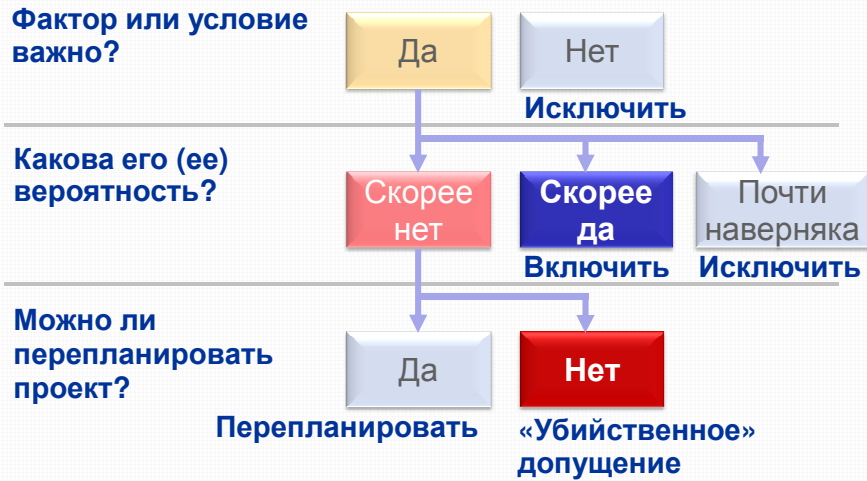 Фактор или условие
важно?
Да
Нет
Исключить
Какова его (ее)
вероятность?
Скорее
нет
Скорее
да
Почти
наверняка
Включить
Исключить
Можно ли
перепланировать
проект?
Да
Нет
Перепланировать
«Убийственное»
допущение